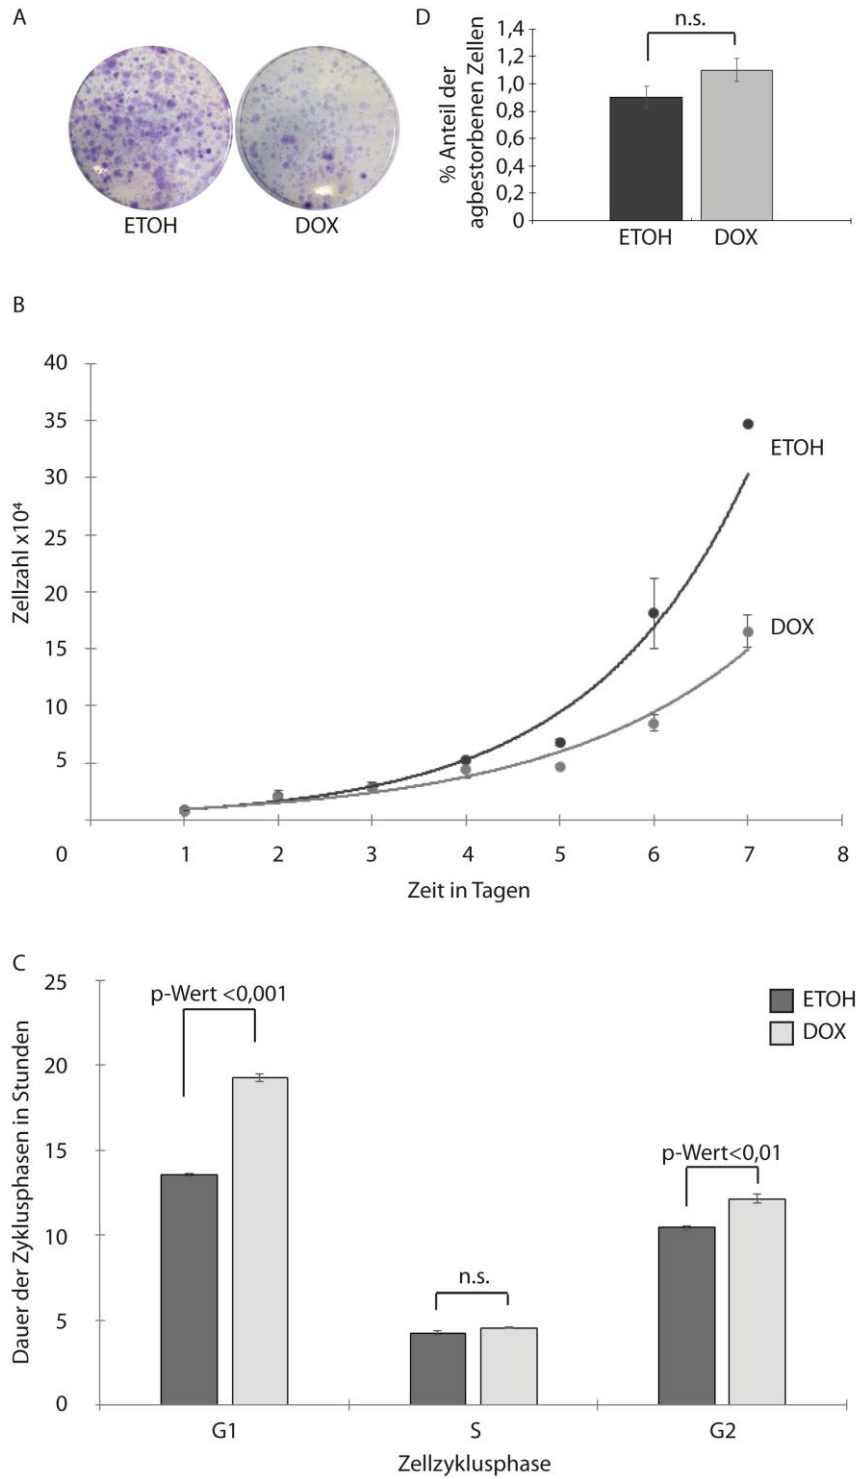 A
ETOH
DOX
D
n.s.
% Anteil der
agbestorbenen Zellen
1,4
1,2
1,0
0,8
0,6
0,4
0,2
0
ETOH
DOX
B
Zellzahl x10⁴
40
35
30
25
20
15
10
5
ETOH
DOX
0 1 2 3 4 5 6 7 8
Zeit in Tagen
C
Dauer der Zyklusphasen in Stunden
25
20
15
10
5
0
p-Wert <0,001
n.s.
p-Wert<0,01
ETOH
DOX
G1 S G2
Zellzyklusphase